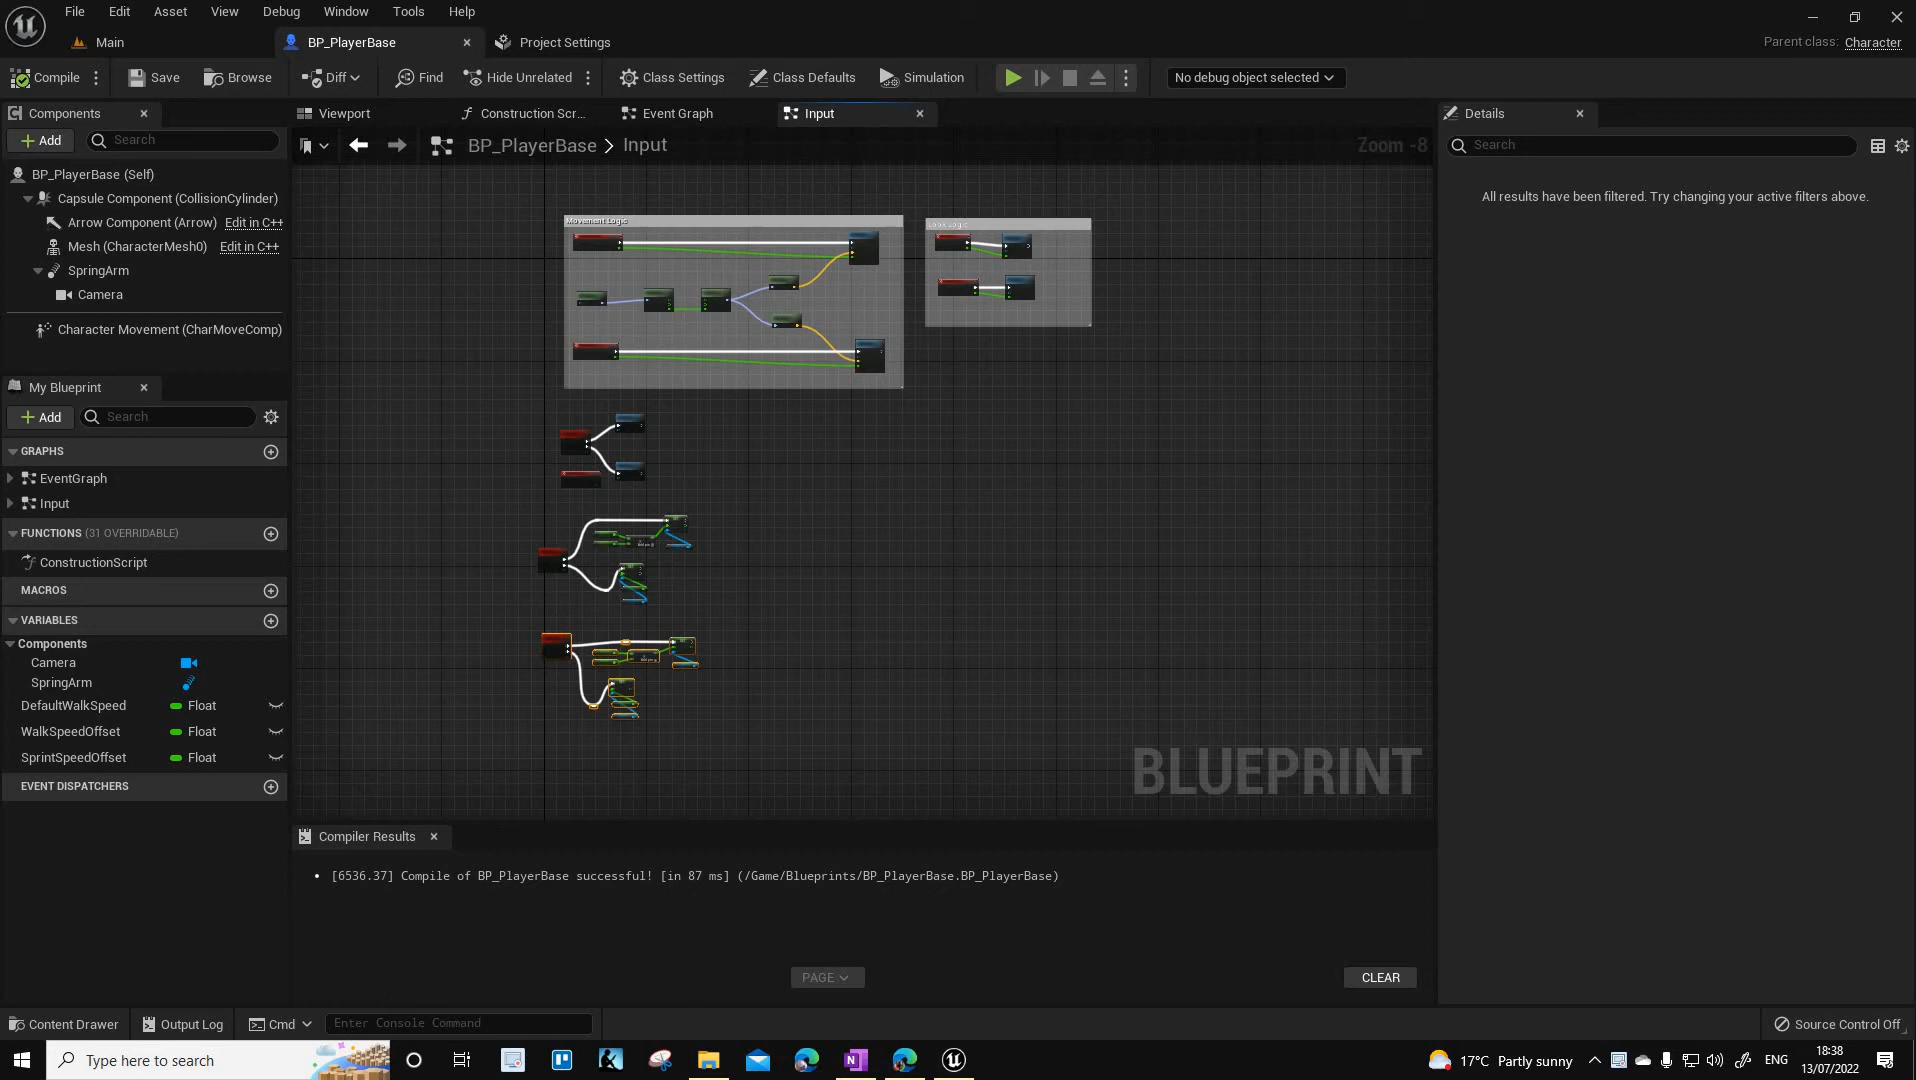 File Edit Asset View Debug Window Tools Help
Main BP_PlayerBase Project Settings
Parent class: Character
Compile Save Browse Diff Find Hide Unrelated Class Settings Class Defaults Simulation No debug object selected
Components Viewport Construction Scr... Event Graph Input Details
Add Search BP_PlayerBase > Input Zoom -8 Search
BP_PlayerBase (Self)
Capsule Component (CollisionCylinder)
Arrow Component (Arrow) Edit in C++
Mesh (CharacterMesh0) Edit in C++
SpringArm
Camera
Character Movement (CharMoveComp)
All results have been filtered. Try changing your active filters above.
Movement Logic
Look Logic
My Blueprint
Add Search
GRAPHS
EventGraph
Input
FUNCTIONS (31 OVERRIDABLE)
ConstructionScript
MACROS
VARIABLES
Components
Camera
SpringArm
DefaultWalkSpeed Float
WalkSpeedOffset Float
SprintSpeedOffset Float
EVENT DISPATCHERS
BLUEPRINT
Compiler Results
• [6536.37] Compile of BP_PlayerBase successful! [in 87 ms] (/Game/Blueprints/BP_PlayerBase.BP_PlayerBase)
PAGE CLEAR
Content Drawer Output Log Cmd Enter Console Command Source Control Off
Type here to search 17°C Partly sunny ENG 18:38
13/07/2022